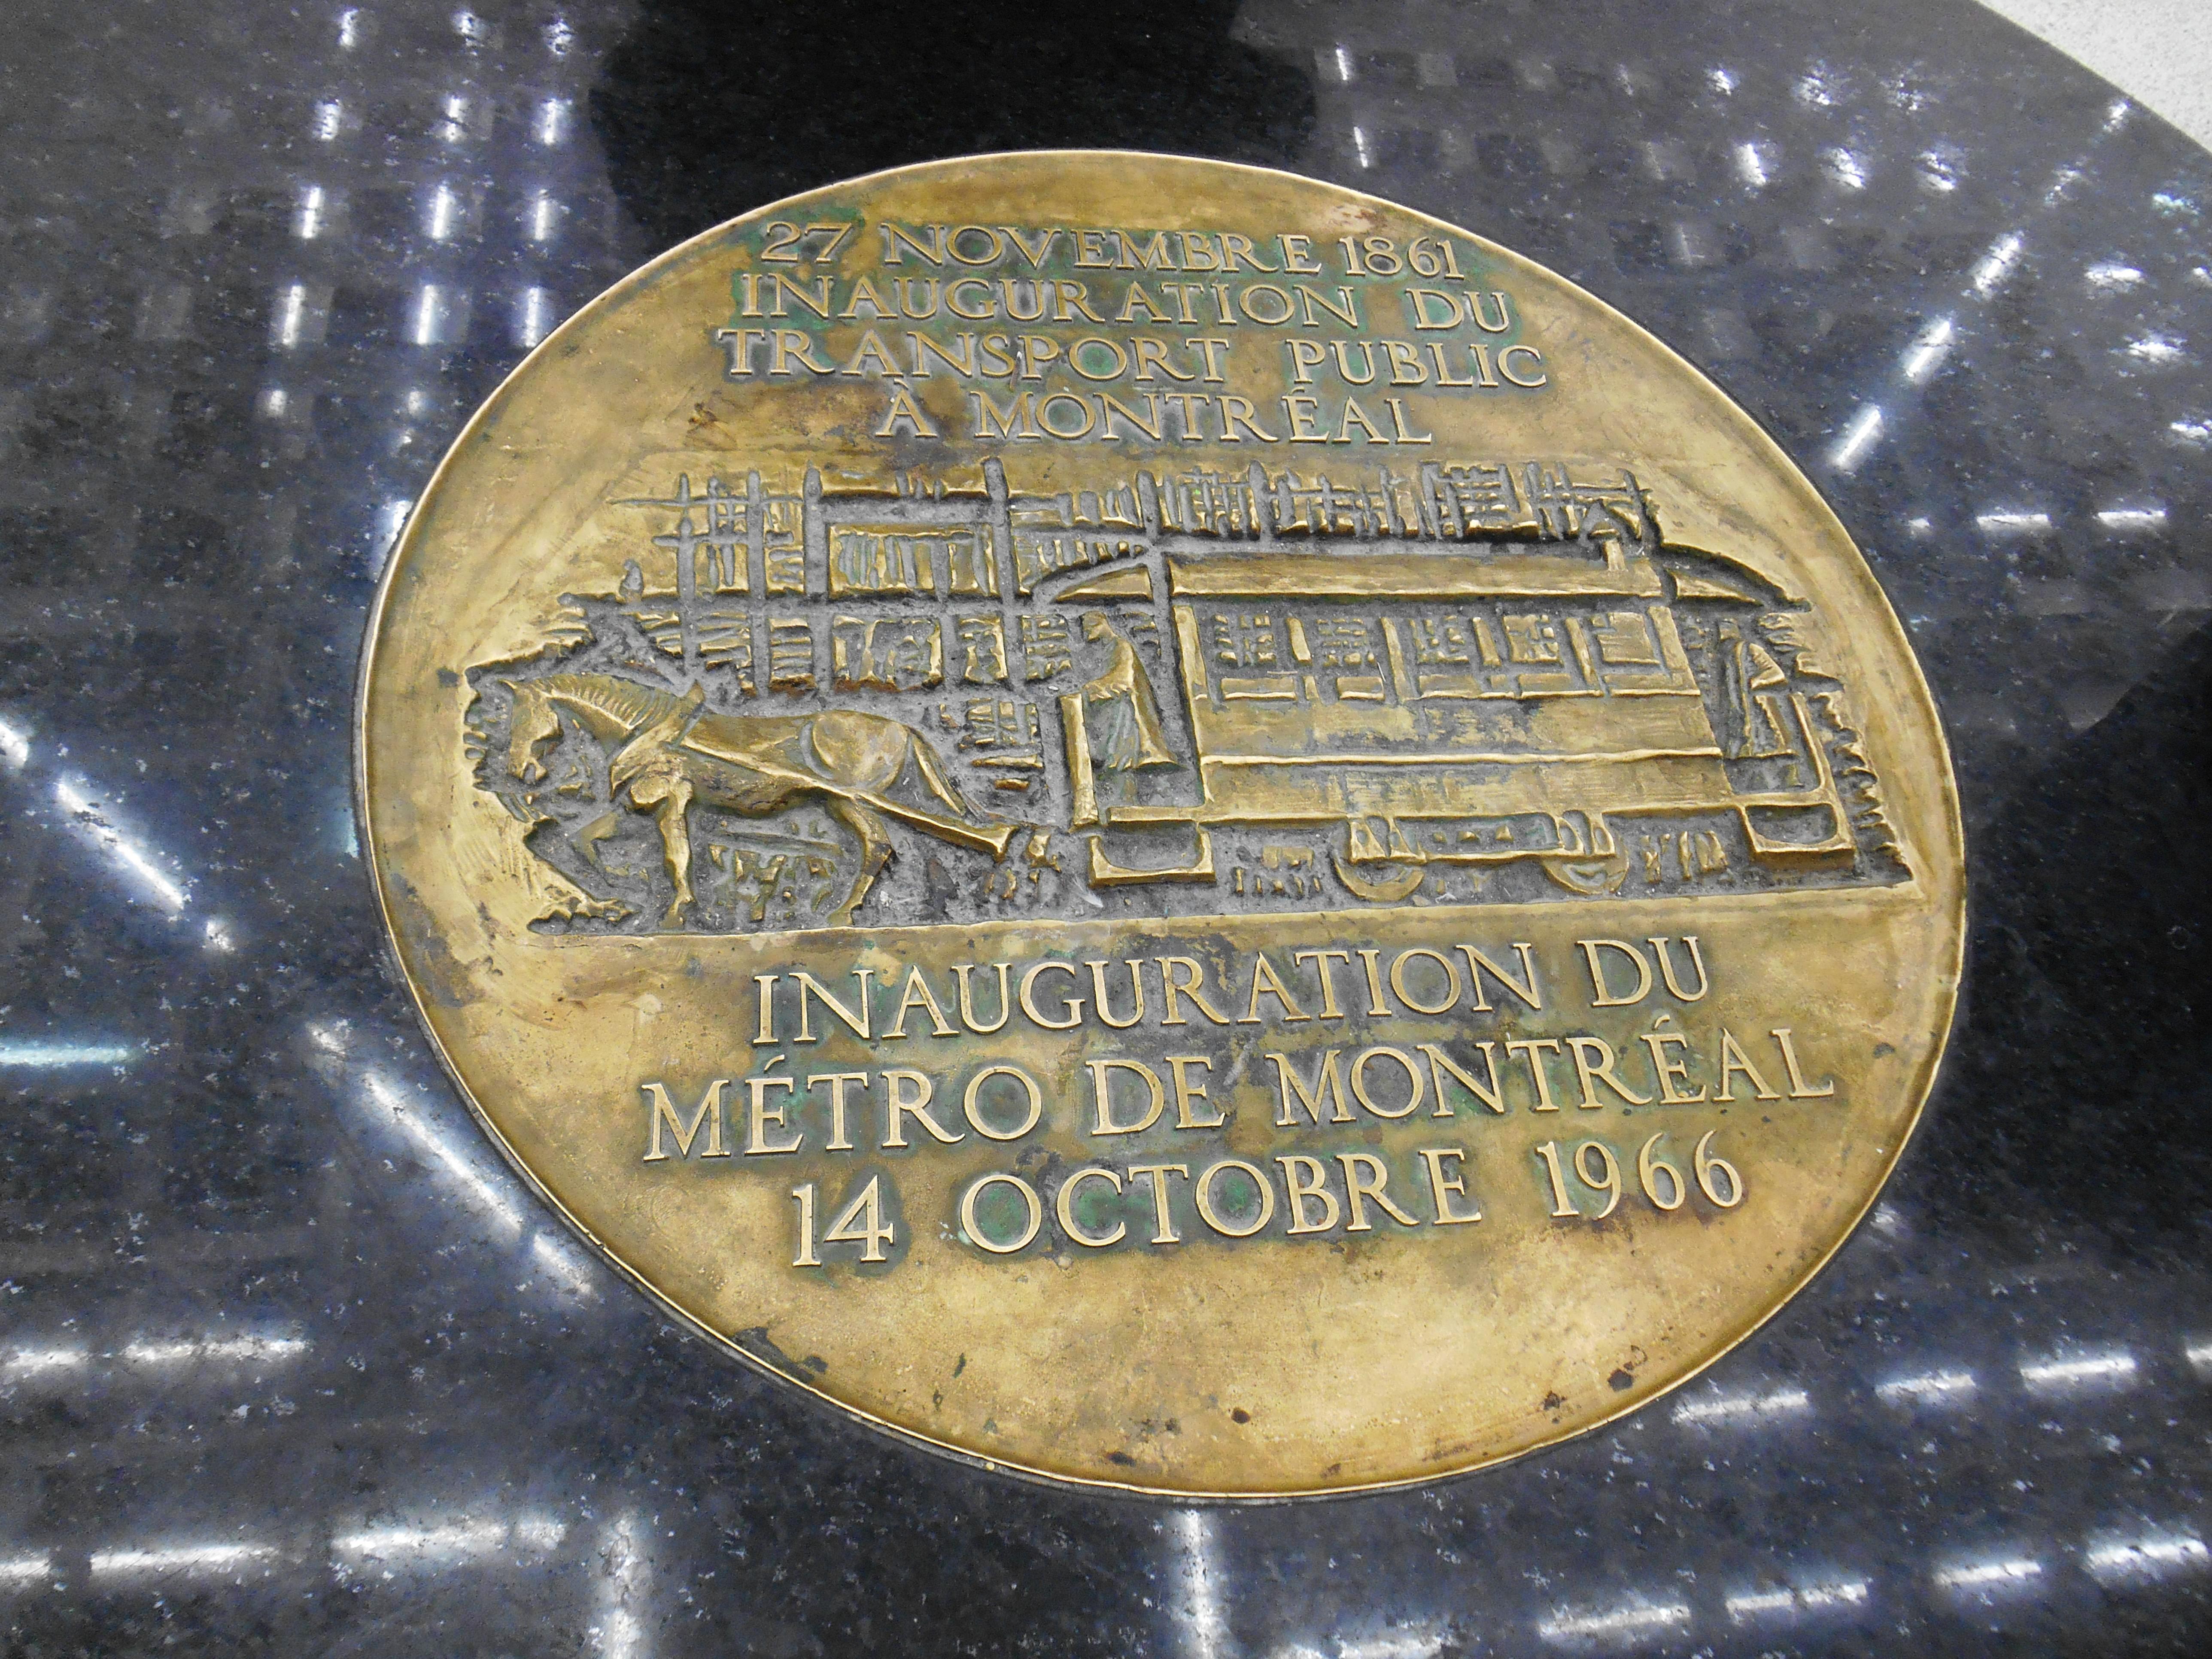 27 NOVEMBRE 1861
INAUGURATION DU
TRANSPORT PUBLIC
À MONTRÉAL
INAUGURATION DU
MÉTRO DE MONTRÉAL
14 OCTOBRE 1966